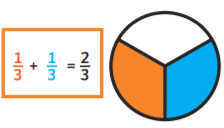 1/3 + 1/3 = 2/3